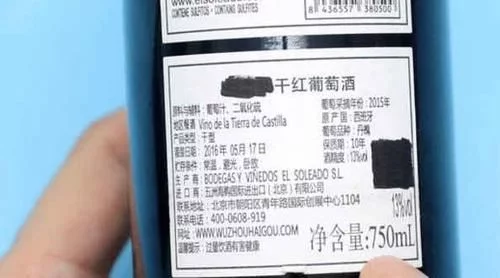 CONTIENE SULFITOS · CONTAINS SULFITES
8 436557 380500
干红葡萄酒
原料与辅料：葡萄汁、二氧化硫
葡萄采摘年份：2015年
地区餐酒 Vino de la Tierra de Castilla
原产国：西班牙
产品类型：干型
葡萄品种：丹魄
灌装日期：2016年 05月 17日
保质期：10年
贮存条件：常温，避光，卧放
酒精度：13%vol
生产商：BODEGAS Y VIÑEDOS EL SOLEADO S.L
进口商：五洲海购国际进出口（北京）有限公司
地址：北京市朝阳区青年路国际创展中心1104
联系电话：400-0608-919
网址：WWW.WUZHOUHAIGOU.COM
温馨提示：过量饮酒有害健康
13%vol
净含量:750mL